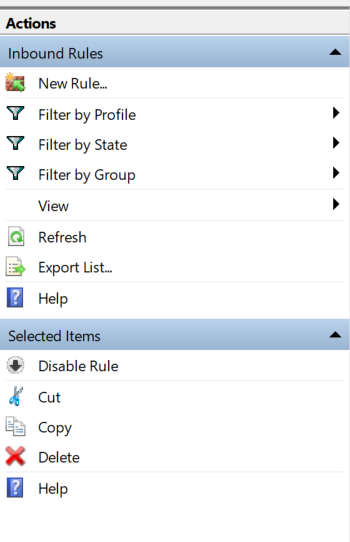 Actions
Inbound Rules
New Rule...
Filter by Profile
Filter by State
Filter by Group
View
Refresh
Export List...
Help
Selected Items
Disable Rule
Cut
Copy
Delete
Help